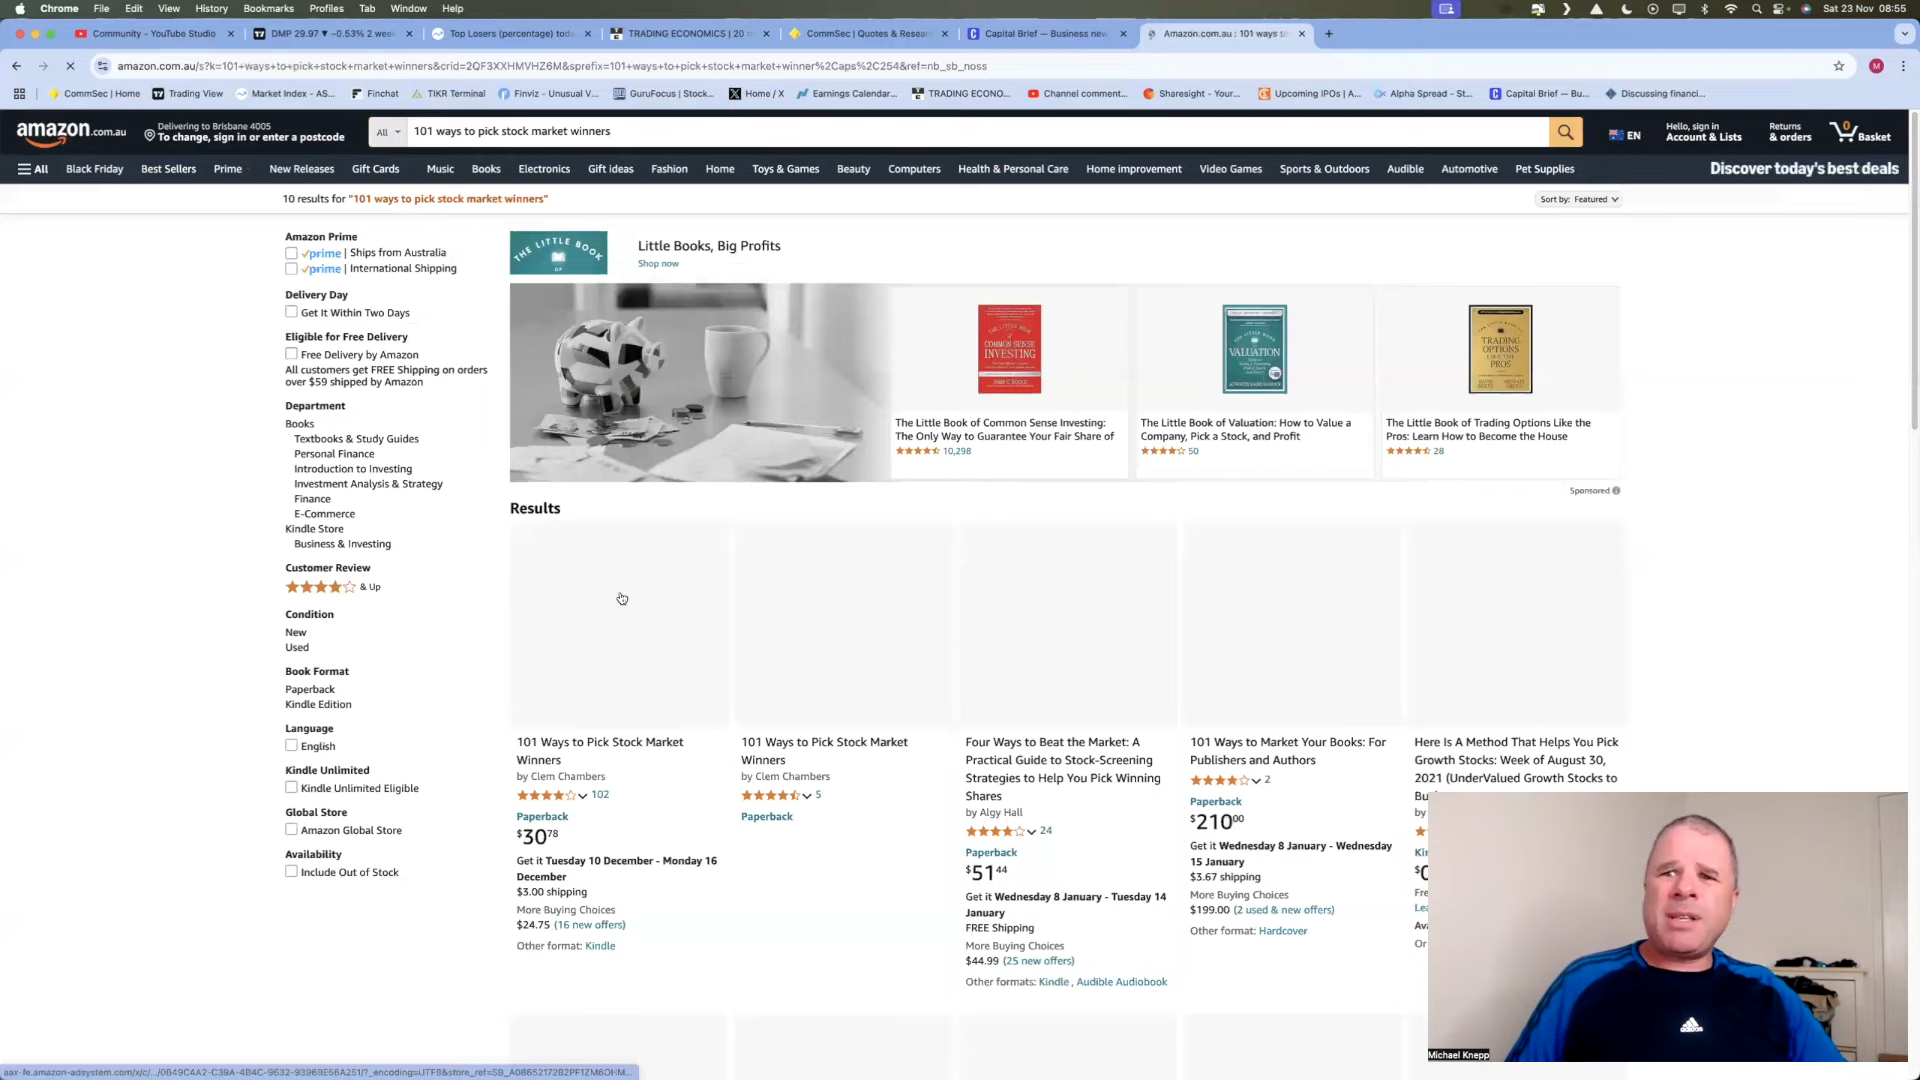 Chrome File Edit View History Bookmarks Profiles Tab Window Help Sat 23 Nov 08:55
Community - YouTube Studio DMP 29.97 ▼ −0.53% 2 wee Top Losers (percentage) tod TRADING ECONOMICS | 20 CommSec | Quotes & Resea Capital Brief — Business ne Amazon.com.au : 101 ways
amazon.com.au/s?k=101+ways+to+pick+stock+market+winners&crid=2QF3XXHMVHZ6M&sprefix=101+ways+to+pick+stock+market+winner%2Caps%2C254&ref=nb_sb_noss
CommSec | Home Trading View Market Index - AS... Finchat TIKR Terminal Finviz - Unusual V... GuruFocus | Stock... Home / X Earnings Calendar... TRADING ECONO... Channel comment... Sharesight - Your... Upcoming IPOs | A... Alpha Spread - St... Capital Brief — Bu... Discussing financi...
amazon.com.au
Delivering to Brisbane 4005
To change, sign in or enter a postcode
All
101 ways to pick stock market winners
EN
Hello, sign in
Account & Lists
Returns
& orders
0
Basket
All Black Friday Best Sellers Prime New Releases Gift Cards Music Books Electronics Gift ideas Fashion Home Toys & Games Beauty Computers Health & Personal Care Home improvement Video Games Sports & Outdoors Audible Automotive Pet Supplies Discover today's best deals
10 results for "101 ways to pick stock market winners"
Sort by: Featured
Amazon Prime
prime | Ships from Australia
prime | International Shipping
Delivery Day
Get It Within Two Days
Eligible for Free Delivery
Free Delivery by Amazon
All customers get FREE Shipping on orders
over $59 shipped by Amazon
Department
Books
Textbooks & Study Guides
Personal Finance
Introduction to Investing
Investment Analysis & Strategy
Finance
E-Commerce
Kindle Store
Business & Investing
Customer Review
& Up
Condition
New
Used
Book Format
Paperback
Kindle Edition
Language
English
Kindle Unlimited
Kindle Unlimited Eligible
Global Store
Amazon Global Store
Availability
Include Out of Stock
THE LITTLE BOOK
OF
Little Books, Big Profits
Shop now
THE LITTLE BOOK OF
COMMON SENSE
INVESTING
VALUATION
TRADING
OPTIONS
LIKE THE
PROS
The Little Book of Common Sense Investing:
The Only Way to Guarantee Your Fair Share of
10,298
The Little Book of Valuation: How to Value a
Company, Pick a Stock, and Profit
50
The Little Book of Trading Options Like the
Pros: Learn How to Become the House
28
Sponsored
Results
101 Ways to Pick Stock Market
Winners
by Clem Chambers
102
Paperback
$30.78
Get it Tuesday 10 December - Monday 16
December
$3.00 shipping
More Buying Choices
$24.75 (16 new offers)
Other format: Kindle
101 Ways to Pick Stock Market
Winners
by Clem Chambers
5
Paperback
Four Ways to Beat the Market: A
Practical Guide to Stock-Screening
Strategies to Help You Pick Winning
Shares
by Algy Hall
24
Paperback
$51.44
Get it Wednesday 8 January - Tuesday 14
January
FREE Shipping
More Buying Choices
$44.99 (25 new offers)
Other formats: Kindle , Audible Audiobook
101 Ways to Market Your Books: For
Publishers and Authors
2
Paperback
$210.00
Get it Wednesday 8 January - Wednesday
15 January
$3.67 shipping
More Buying Choices
$199.00 (2 used & new offers)
Other format: Hardcover
Here Is A Method That Helps You Pick
Growth Stocks: Week of August 30,
2021 (UnderValued Growth Stocks to
by
adidas
Michael Knepp